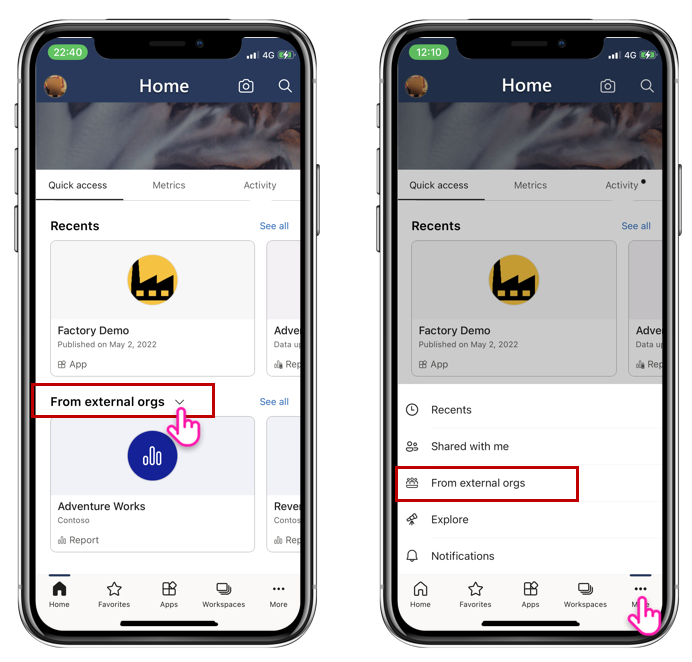 22:40
4G
Home
Quick access Metrics Activity
Recents See all
Factory Demo
Published on May 2, 2022
App
Adve
Data up
Rep
From external orgs See all
Adventure Works
Contoso
Report
Reve
Contos
Rep
Home Favorites Apps Workspaces More
12:10
4G
Home
Quick access Metrics Activity
Recents See all
Factory Demo
Published on May 2, 2022
App
Adve
Data up
Rep
Recents
Shared with me
From external orgs
Explore
Notifications
Home Favorites Apps Workspaces